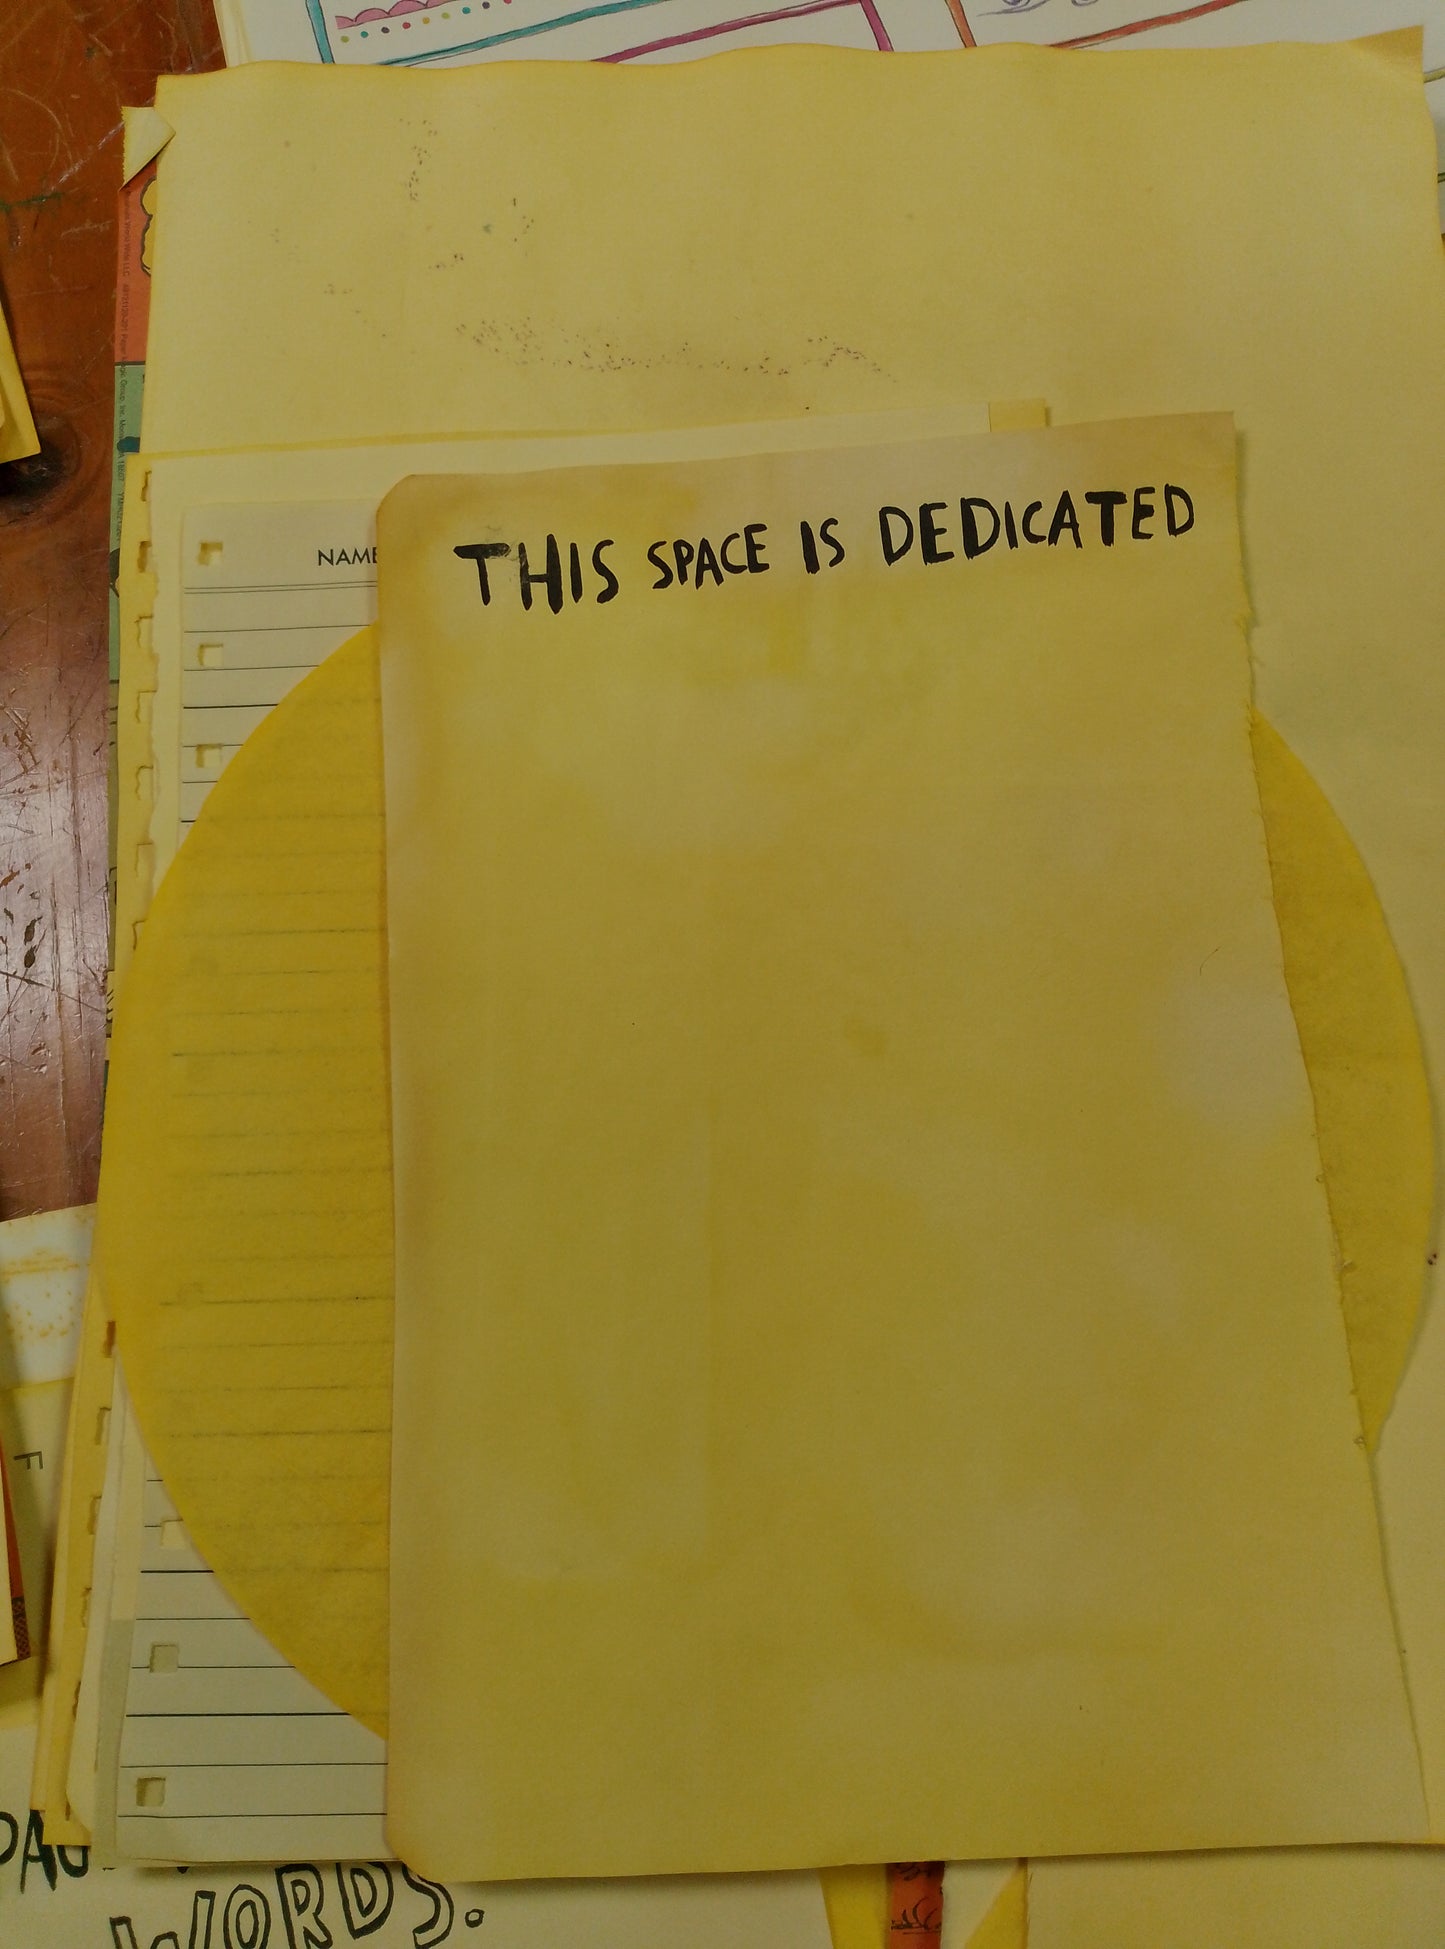 THIS SPACE IS DEDICATED
NAME
F
WORDS.